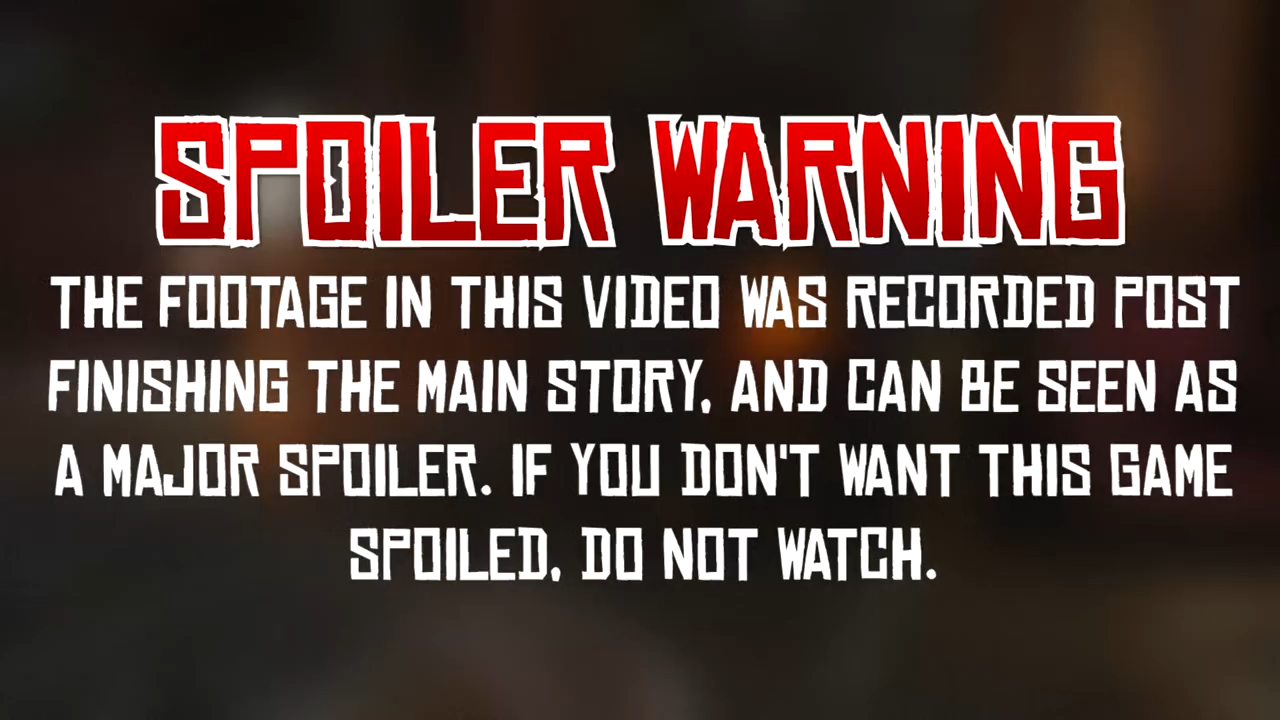 SPOILER WARNING
THE FOOTAGE IN THIS VIDEO WAS RECORDED POST
FINISHING THE MAIN STORY, AND CAN BE SEEN AS
A MAJOR SPOILER. IF YOU DON'T WANT THIS GAME
SPOILED, DO NOT WATCH.